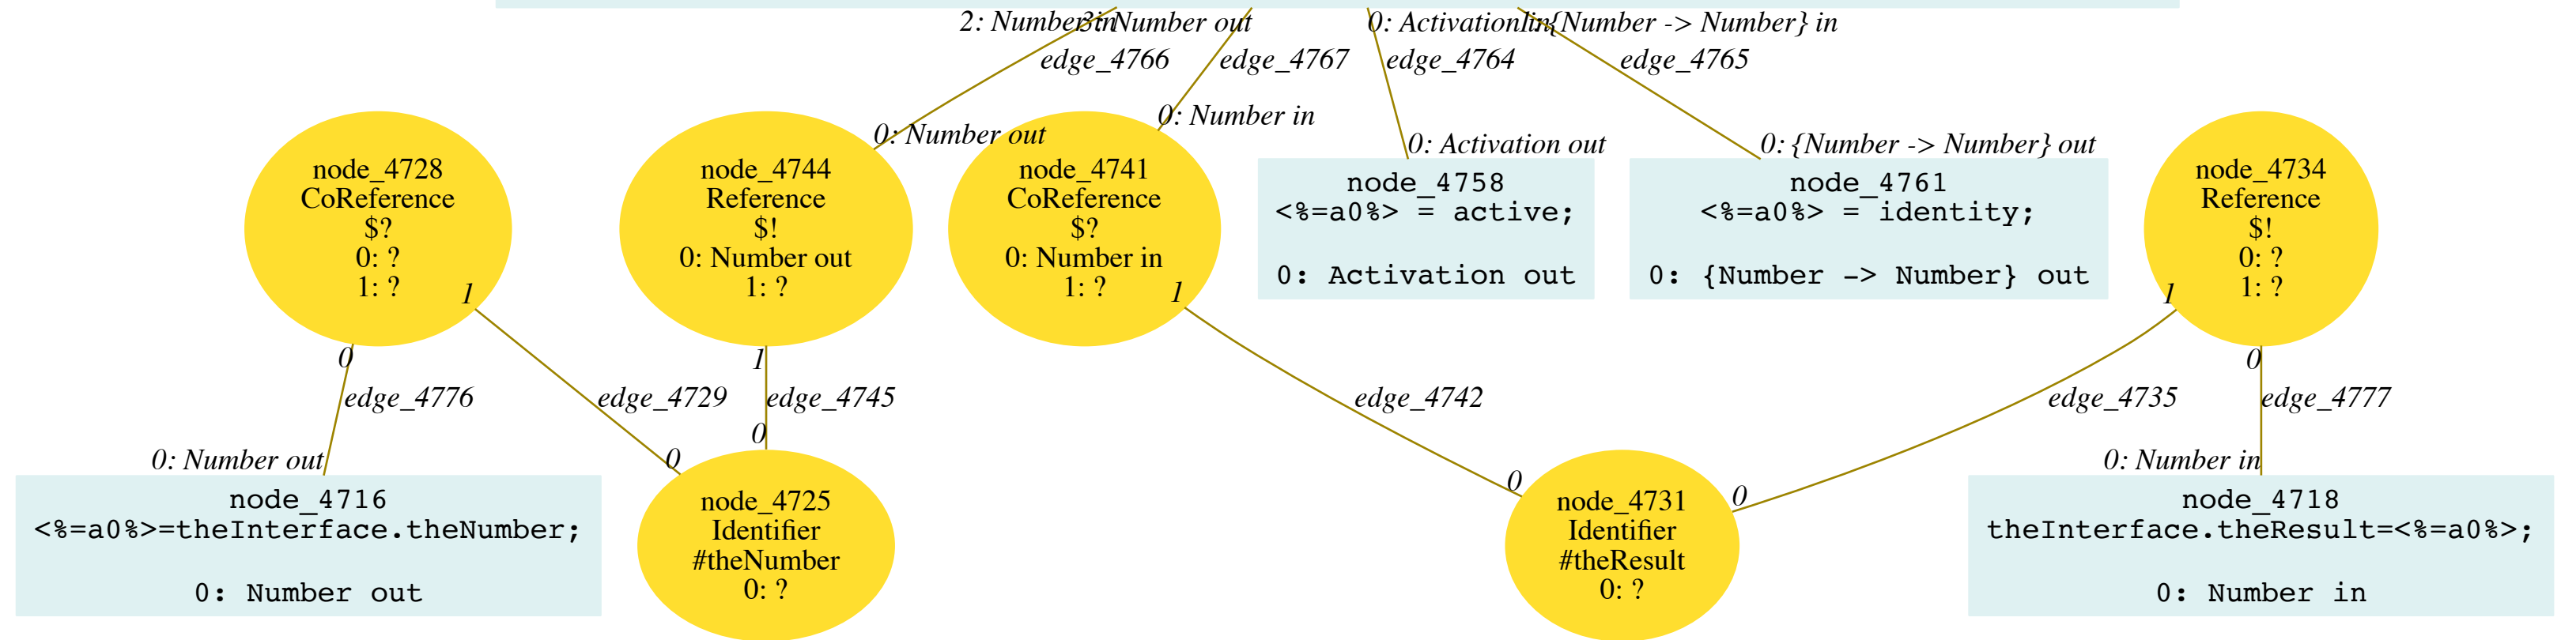 2: Number in
3: Number out
0: Activation in
1: {Number -> Number} in
edge_4766
edge_4767
edge_4764
edge_4765
0: Number out
0: Number in
0: Activation out
0: {Number -> Number} out
node_4728
CoReference
$?
0: ?
1: ?
1
node_4744
Reference
$!
0: Number out
1: ?
node_4741
CoReference
$?
0: Number in
1: ?
1
node_4758
<%=a0%> = active;
0: Activation out
node_4761
<%=a0%> = identity;
0: {Number -> Number} out
node_4734
Reference
$!
0: ?
1: ?
1
0
1
0
edge_4776
edge_4729
edge_4745
edge_4742
edge_4735
edge_4777
0: Number out
0
0
0
0
0: Number in
node_4716
<%=a0%>=theInterface.theNumber;
0: Number out
node_4725
Identifier
#theNumber
0: ?
node_4731
Identifier
#theResult
0: ?
node_4718
theInterface.theResult=<%=a0%>;
0: Number in